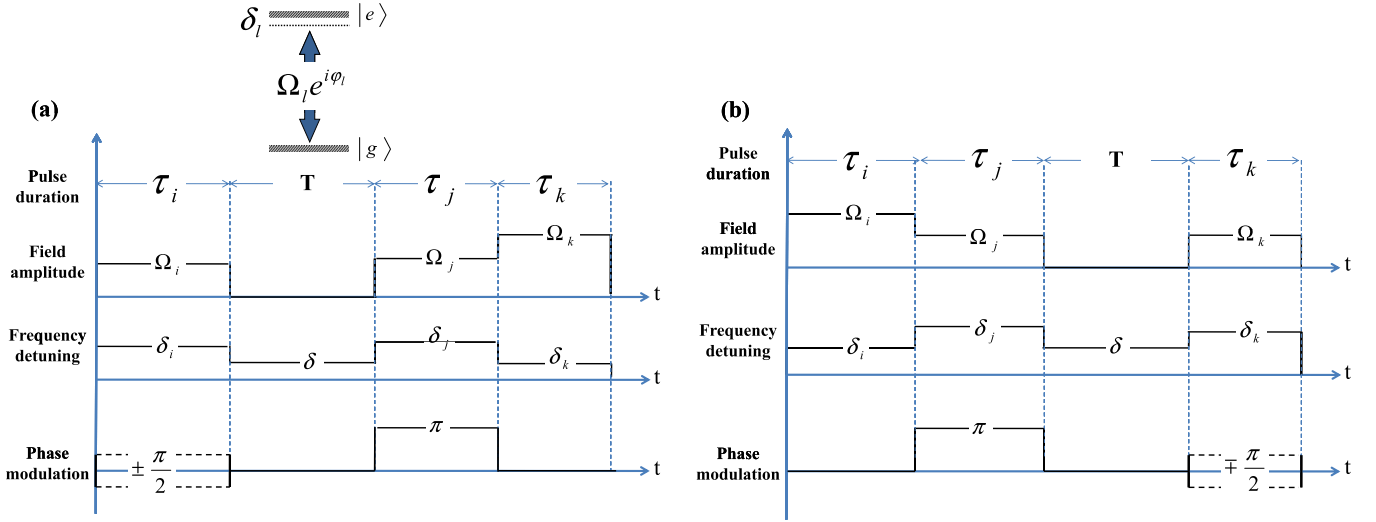 δ_l |e⟩
Ω_l e^{iφ_l}
|g⟩
(a)
Pulse duration τ_i T τ_j τ_k
Field amplitude Ω_i Ω_j Ω_k t
Frequency detuning δ_i δ δ_j δ_k t
Phase modulation ± π/2 π t
(b)
Pulse duration τ_i τ_j T τ_k
Field amplitude Ω_i Ω_j Ω_k t
Frequency detuning δ_i δ_j δ δ_k t
Phase modulation π ∓ π/2 t